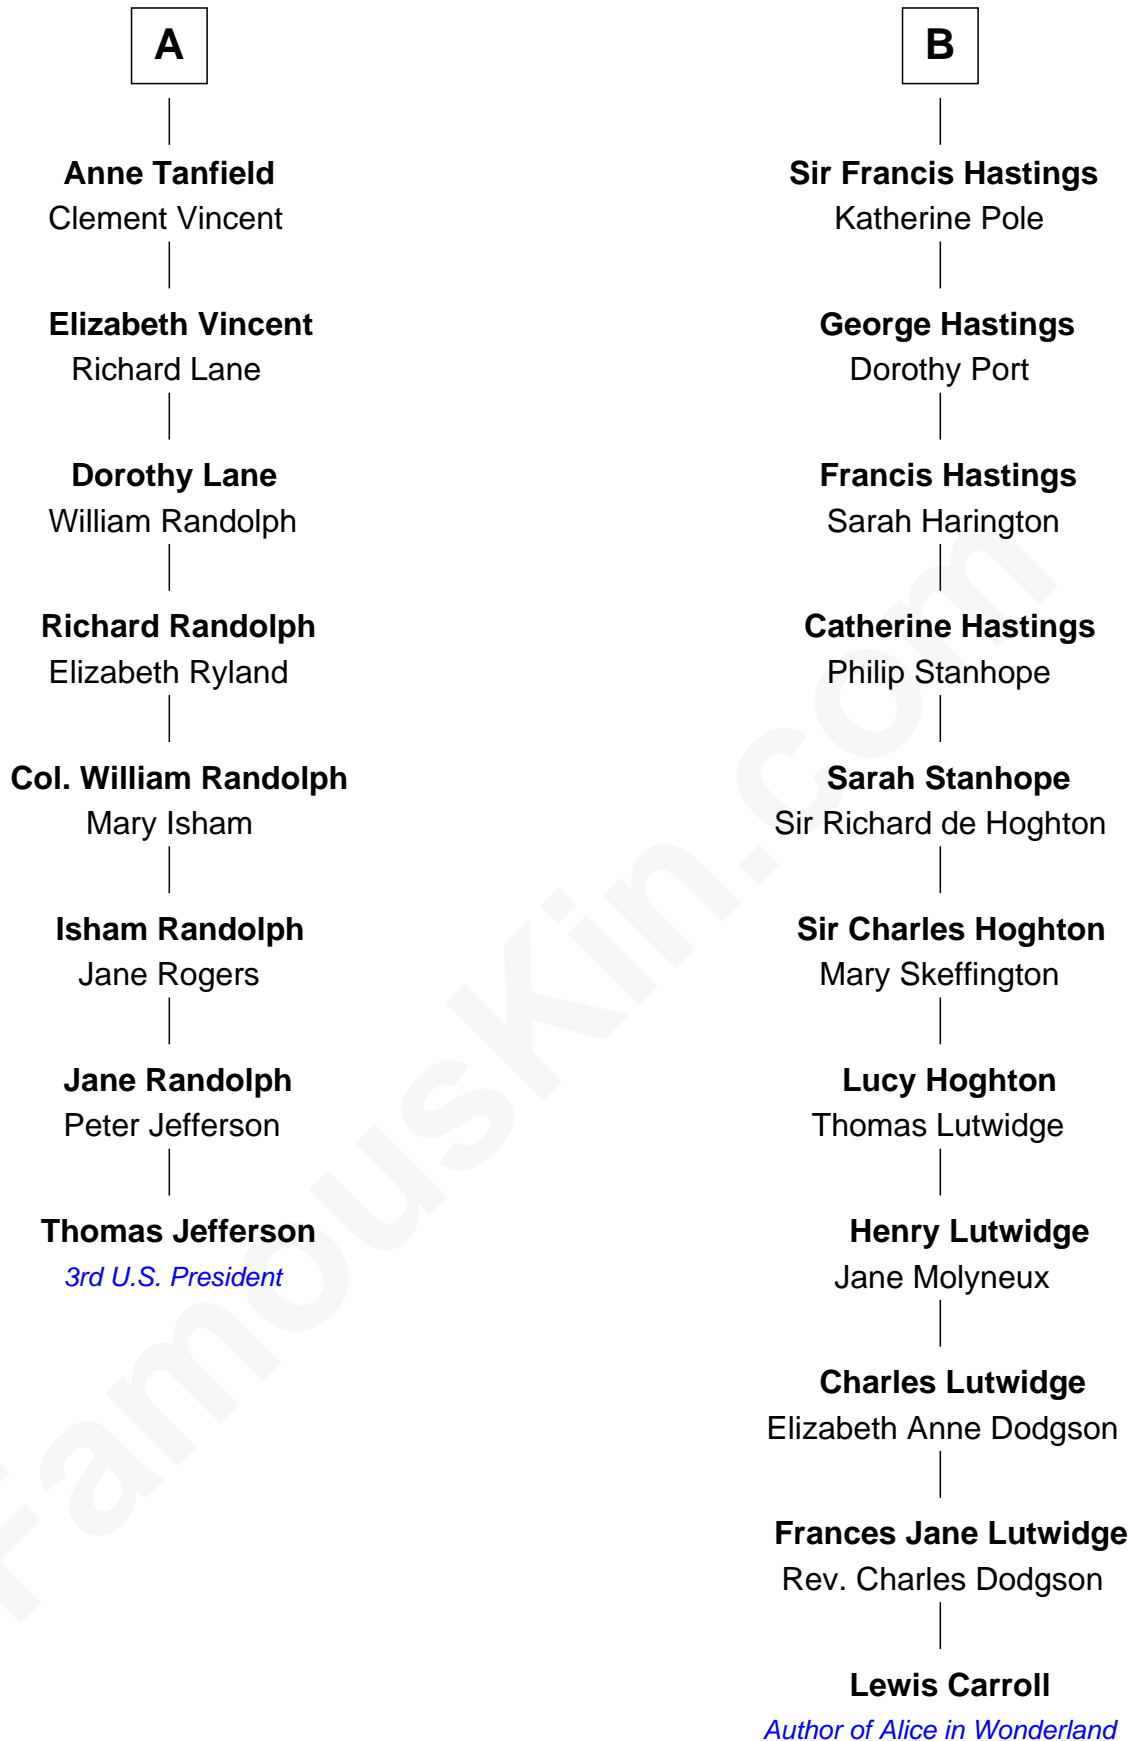 A
Anne Tanfield
Clement Vincent
Elizabeth Vincent
Richard Lane
Dorothy Lane
William Randolph
Richard Randolph
Elizabeth Ryland
Col. William Randolph
Mary Isham
Isham Randolph
Jane Rogers
Jane Randolph
Peter Jefferson
Thomas Jefferson
3rd U.S. President
B
Sir Francis Hastings
Katherine Pole
George Hastings
Dorothy Port
Francis Hastings
Sarah Harington
Catherine Hastings
Philip Stanhope
Sarah Stanhope
Sir Richard de Hoghton
Sir Charles Hoghton
Mary Skeffington
Lucy Hoghton
Thomas Lutwidge
Henry Lutwidge
Jane Molyneux
Charles Lutwidge
Elizabeth Anne Dodgson
Frances Jane Lutwidge
Rev. Charles Dodgson
Lewis Carroll
Author of Alice in Wonderland
FamousKin.com